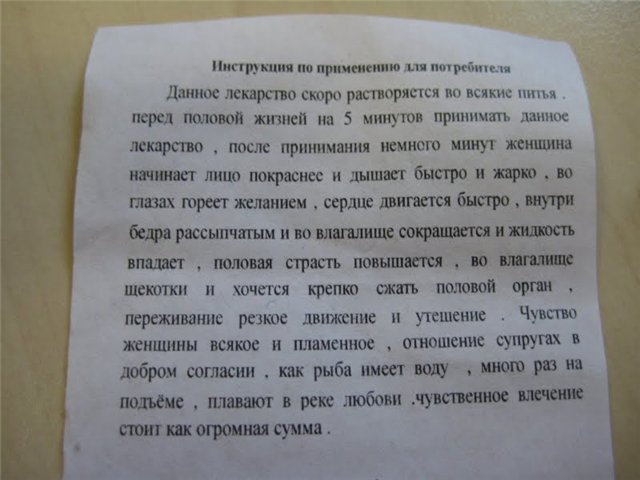 Инструкция по применению для потребителя
Данное лекарство скоро растворяется во всякие питья .
перед половой жизней на 5 минутов принимать данное
лекарство , после принимания немного минут женщина
начинает лицо покраснее и дышает быстро и жарко , во
глазах гореет желанием , сердце двигается быстро , внутри
бедра рассыпчатым и во влагалище сокращается и жидкость
впадает , половая страсть повышается , во влагалище
щекотки и хочется крепко сжать половой орган ,
переживание резкое движение и утешение . Чувство
женщины всякое и пламенное , отношение супругах в
добром согласии , как рыба имеет воду , много раз на
подъёме , плавают в реке любови .чувственное влечение
стоит как огромная сумма .